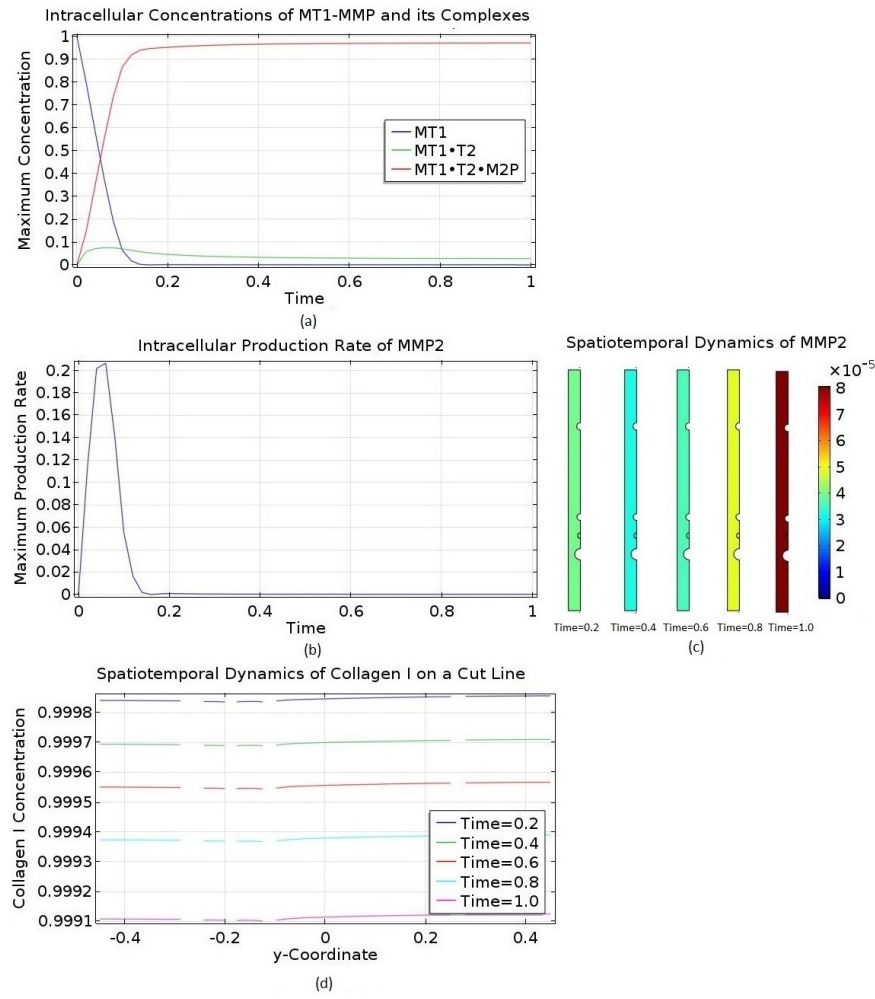 Intracellular Concentrations of MT1-MMP and its Complexes
Maximum Concentration
1
0.9
0.8
0.7
0.6
0.5
0.4
0.3
0.2
0.1
0
MT1
MT1•T2
MT1•T2•M2P
0 0.2 0.4 0.6 0.8 1
Time
(a)
Intracellular Production Rate of MMP2
Maximum Production Rate
0.2
0.18
0.16
0.14
0.12
0.1
0.08
0.06
0.04
0.02
0
0 0.2 0.4 0.6 0.8 1
Time
(b)
Spatiotemporal Dynamics of MMP2
×10⁻⁵
8
7
6
5
4
3
2
1
0
Time=0.2 Time=0.4 Time=0.6 Time=0.8 Time=1.0
(c)
Spatiotemporal Dynamics of Collagen I on a Cut Line
Collagen I Concentration
0.9998
0.9997
0.9996
0.9995
0.9994
0.9993
0.9992
0.9991
Time=0.2
Time=0.4
Time=0.6
Time=0.8
Time=1.0
-0.4 -0.2 0 0.2 0.4
y-Coordinate
(d)